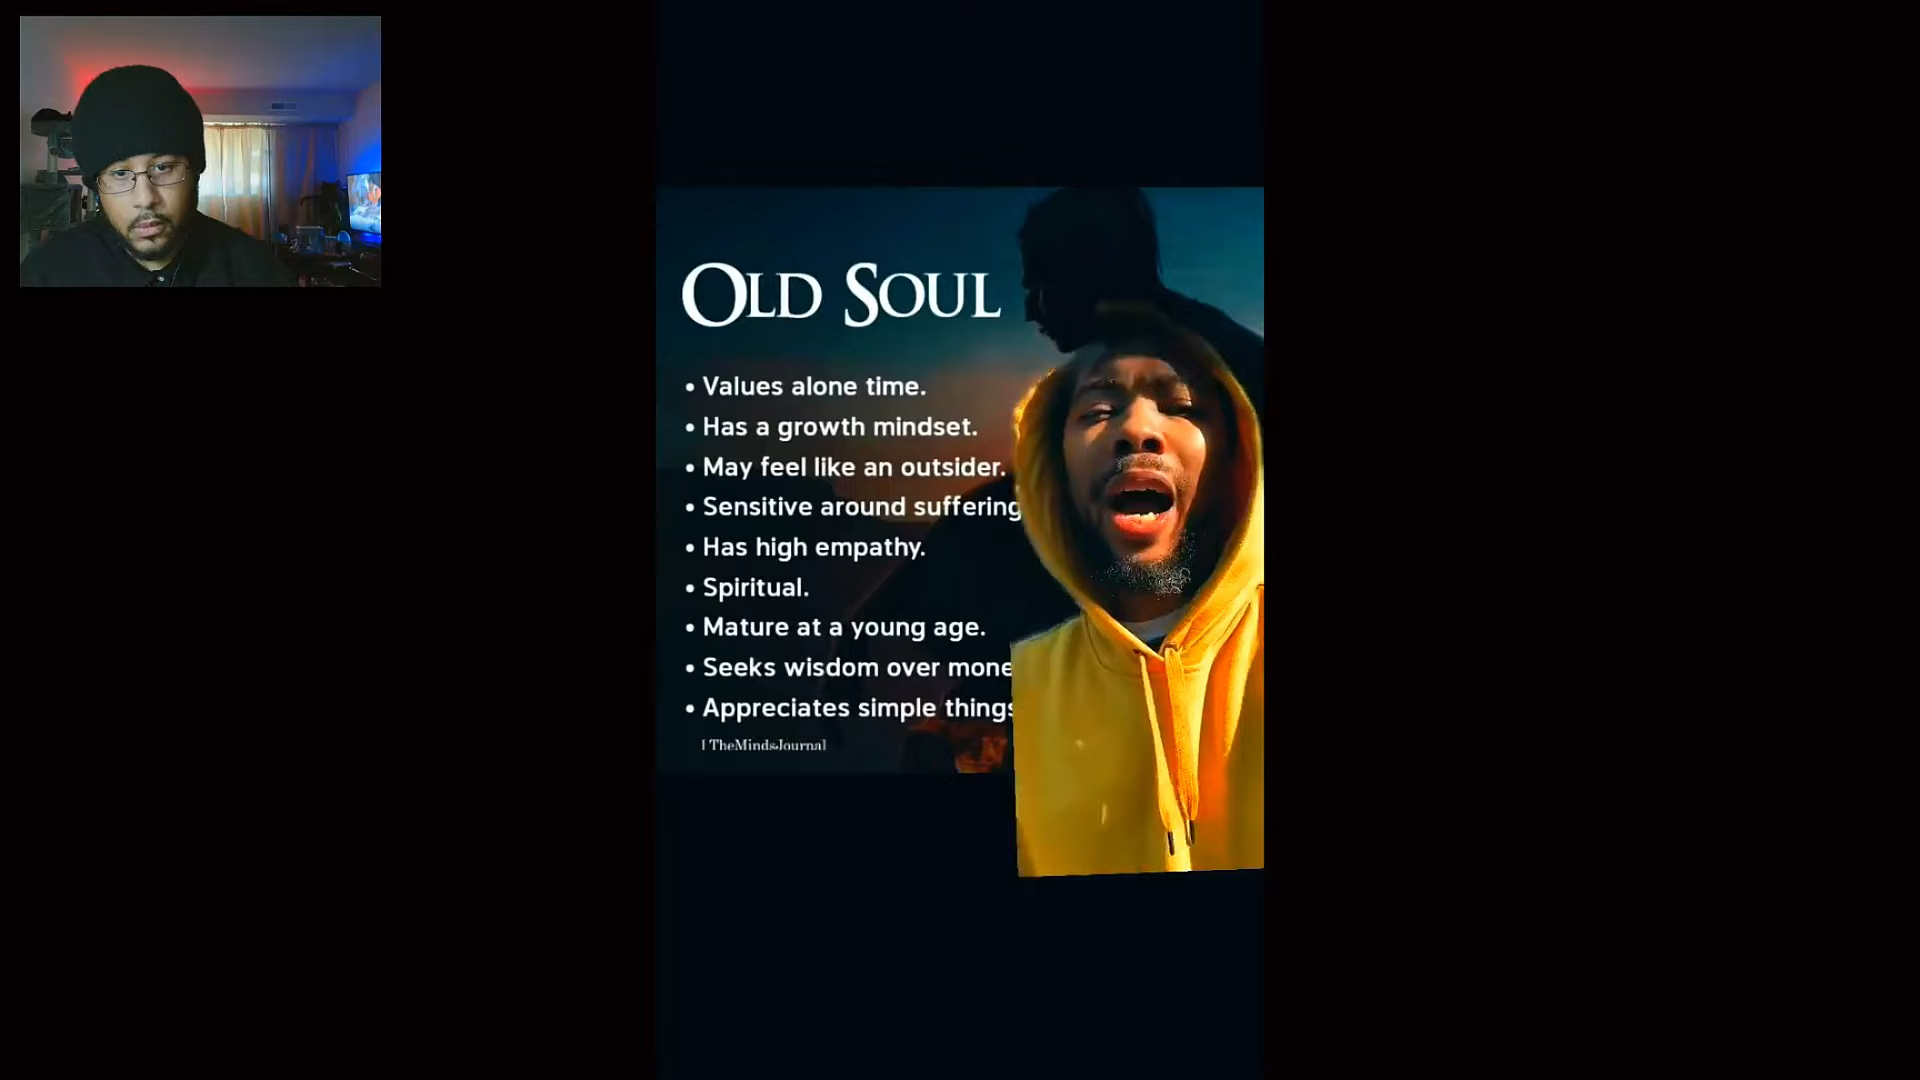 OLD SOUL
• Values alone time.
• Has a growth mindset.
• May feel like an outsider.
• Sensitive around suffering
• Has high empathy.
• Spiritual.
• Mature at a young age.
• Seeks wisdom over mone
• Appreciates simple things
[ TheMindsJournal]